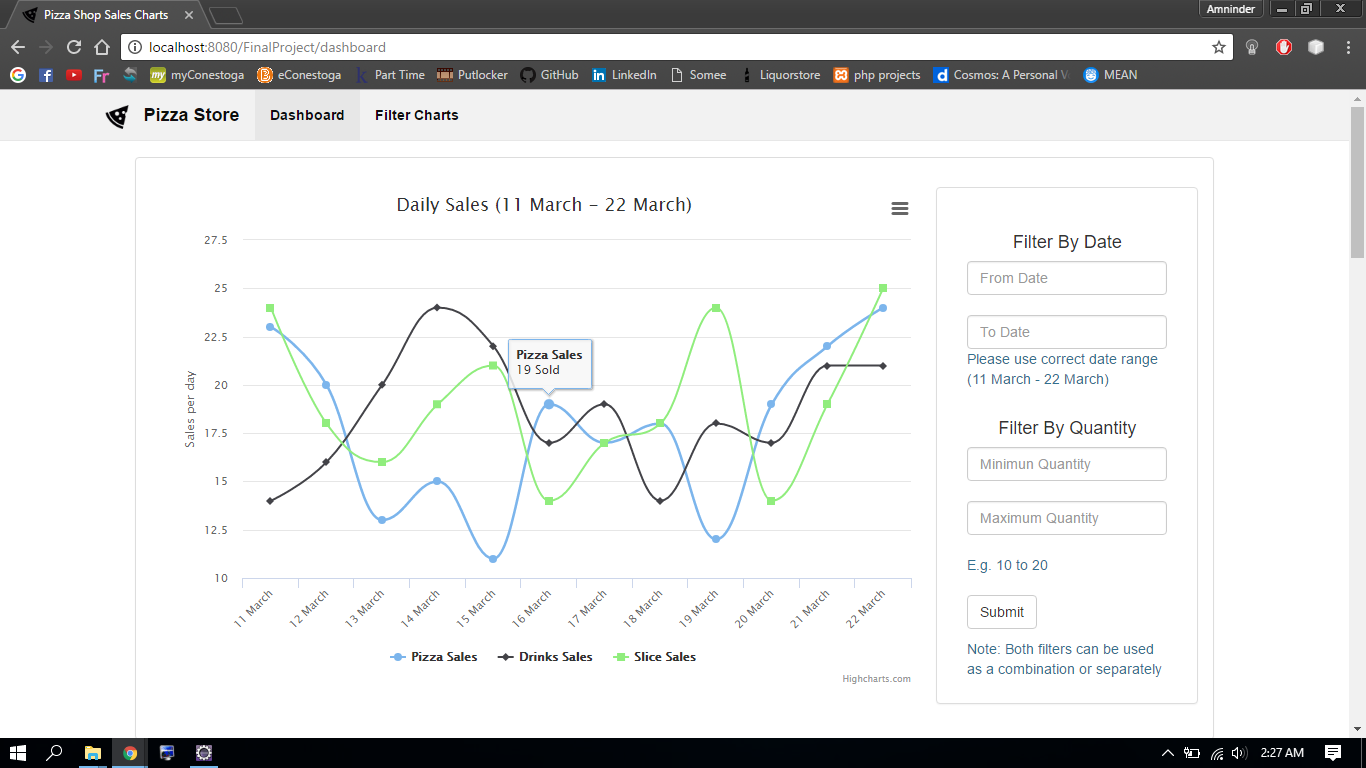 Pizza Shop Sales Charts
Amninder
localhost:8080/FinalProject/dashboard
myConestoga eConestoga Part Time Putlocker GitHub LinkedIn Somee Liquorstore php projects Cosmos: A Personal MEAN
Pizza Store Dashboard Filter Charts
Daily Sales (11 March - 22 March)
27.5
25
22.5
20
17.5
15
12.5
10
Sales per day
Pizza Sales
19 Sold
11 March 12 March 13 March 14 March 15 March 16 March 17 March 18 March 19 March 20 March 21 March 22 March
Pizza Sales Drinks Sales Slice Sales
Highcharts.com
Filter By Date
From Date
To Date
Please use correct date range
(11 March - 22 March)
Filter By Quantity
Minimun Quantity
Maximum Quantity
E.g. 10 to 20
Submit
Note: Both filters can be used
as a combination or separately
2:27 AM